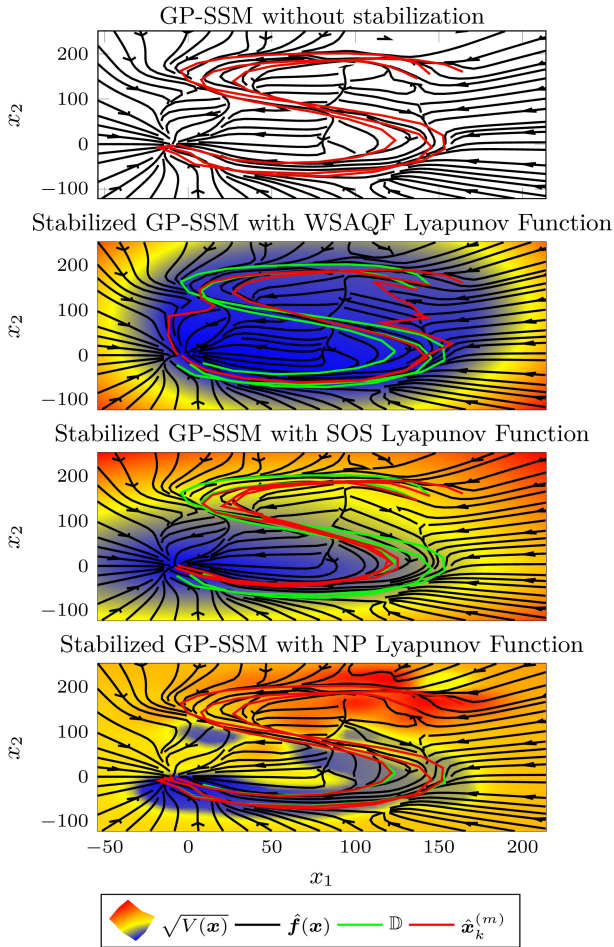 GP-SSM without stabilization
200
100
0
−100
x₂
Stabilized GP-SSM with WSAQF Lyapunov Function
200
100
0
−100
x₂
Stabilized GP-SSM with SOS Lyapunov Function
200
100
0
−100
x₂
Stabilized GP-SSM with NP Lyapunov Function
200
100
0
−100
x₂
−50 0 50 100 150 200
x₁
√V(x) f̂(x) 𝔻 x̂ₖ⁽ᵐ⁾